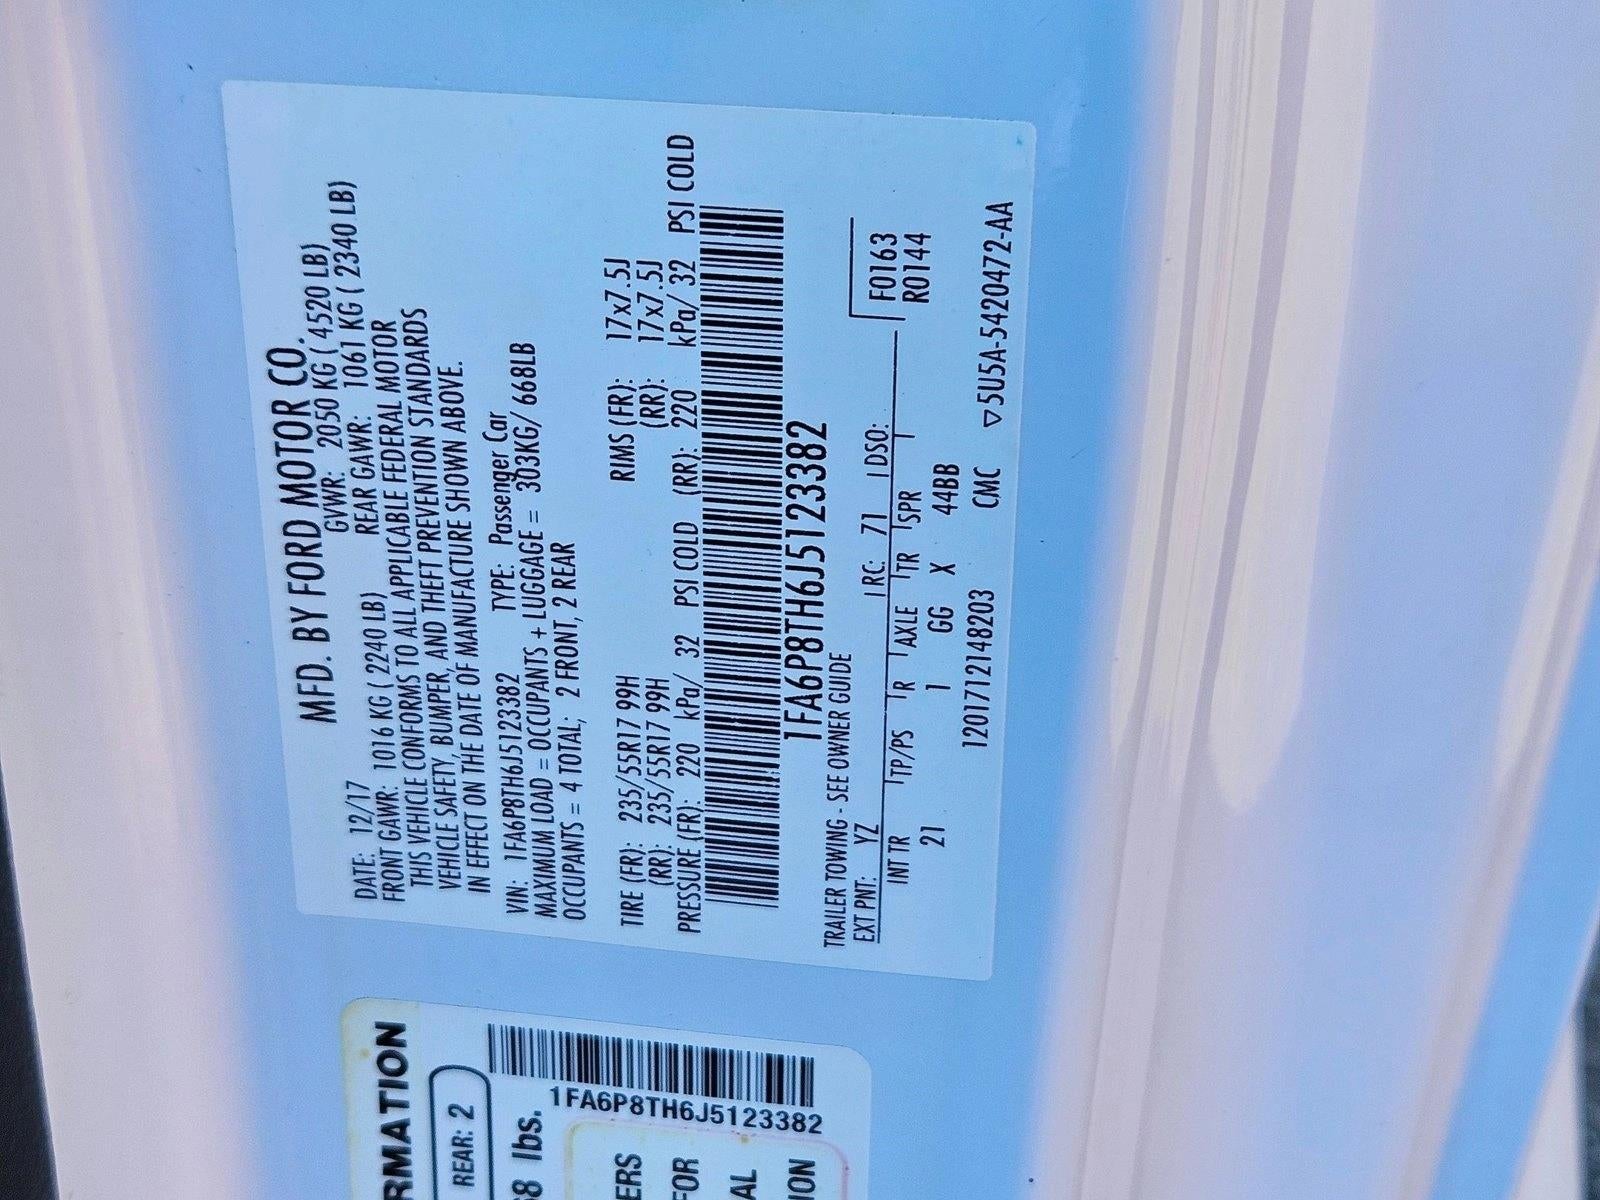 MFD. BY FORD MOTOR CO.
DATE: 12/17 GVWR: 2050 KG ( 4520 LB)
FRONT GAWR: 1016 KG ( 2240 LB) REAR GAWR: 1061 KG ( 2340 LB)
THIS VEHICLE CONFORMS TO ALL APPLICABLE FEDERAL MOTOR
VEHICLE SAFETY, BUMPER, AND THEFT PREVENTION STANDARDS
IN EFFECT ON THE DATE OF MANUFACTURE SHOWN ABOVE.
VIN: 1FA6P8TH6J5123382 TYPE: Passenger Car
MAXIMUM LOAD = OCCUPANTS + LUGGAGE = 303KG/ 668LB
OCCUPANTS = 4 TOTAL; 2 FRONT, 2 REAR
TIRE (FR): 235/55R17 99H RIMS (FR): 17x7.5J
(RR): 235/55R17 99H (RR): 17x7.5J
PRESSURE (FR): 220 kPa/ 32 PSI COLD (RR): 220 kPa/ 32 PSI COLD
1FA6P8TH6J5123382
TRAILER TOWING - SEE OWNER GUIDE
EXT PNT: YZ RC: 71 DSO: F0163
R0144
INT TR TP/PS R AXLE TR SPR
21 1 GG X 44BB
1201712148203 CMC ▽5U5A-5420472-AA
RMATION
REAR: 2
68 lbs.
1FA6P8TH6J5123382
ERS
FOR
AL
ION